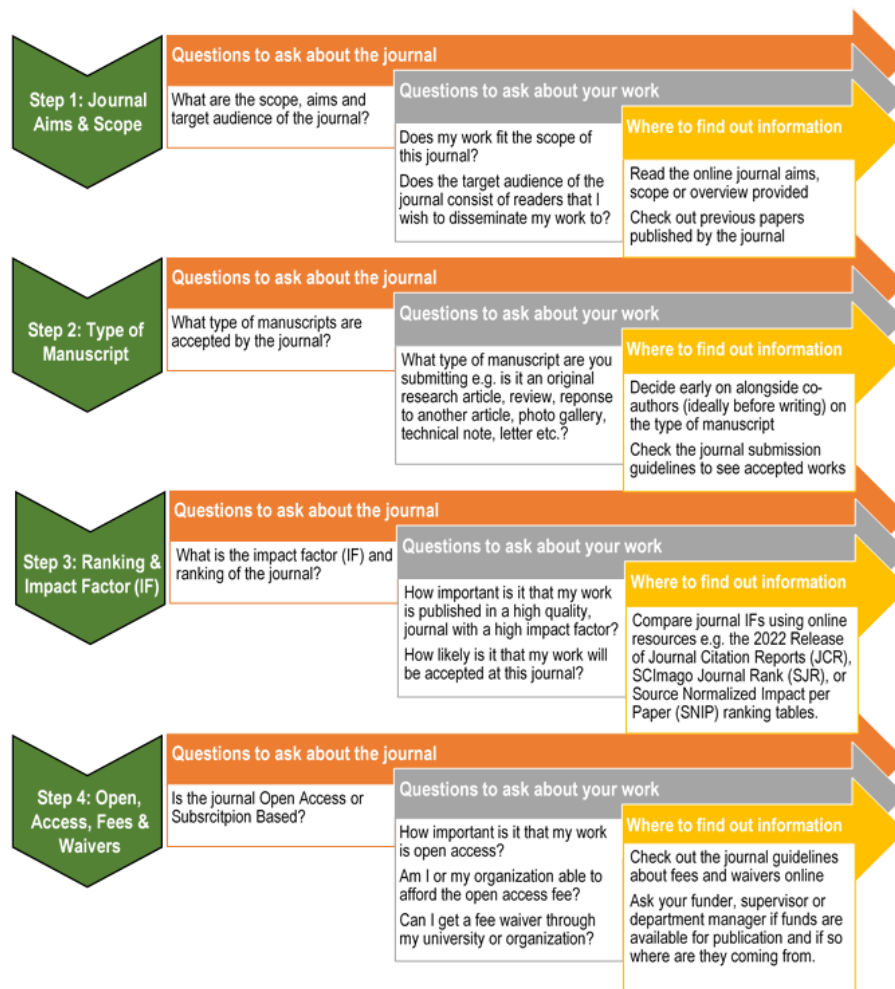 Step 1: Journal
Aims & Scope
Questions to ask about the journal
What are the scope, aims and
target audience of the journal?
Questions to ask about your work
Does my work fit the scope of
this journal?
Does the target audience of the
journal consist of readers that I
wish to disseminate my work to?
Where to find out information
Read the online journal aims,
scope or overview provided
Check out previous papers
published by the journal
Step 2: Type of
Manuscript
Questions to ask about the journal
What type of manuscripts are
accepted by the journal?
Questions to ask about your work
What type of manuscript are you
submitting e.g. is it an original
research article, review, reponse
to another article, photo gallery,
technical note, letter etc.?
Where to find out information
Decide early on alongside co-
authors (ideally before writing) on
the type of manuscript
Check the journal submission
guidelines to see accepted works
Step 3: Ranking &
Impact Factor (IF)
Questions to ask about the journal
What is the impact factor (IF) and
ranking of the journal?
Questions to ask about your work
How important is it that my work
is published in a high quality,
journal with a high impact factor?
How likely is it that my work will
be accepted at this journal?
Where to find out information
Compare journal IFs using online
resources e.g. the 2022 Release
of Journal Citation Reports (JCR),
SCImago Journal Rank (SJR), or
Source Normalized Impact per
Paper (SNIP) ranking tables.
Step 4: Open,
Access, Fees &
Waivers
Questions to ask about the journal
Is the journal Open Access or
Subsrcitpion Based?
Questions to ask about your work
How important is it that my work
is open access?
Am I or my organization able to
afford the open access fee?
Can I get a fee waiver through
my university or organization?
Where to find out information
Check out the journal guidelines
about fees and waivers online
Ask your funder, supervisor or
department manager if funds are
available for publication and if so
where are they coming from.